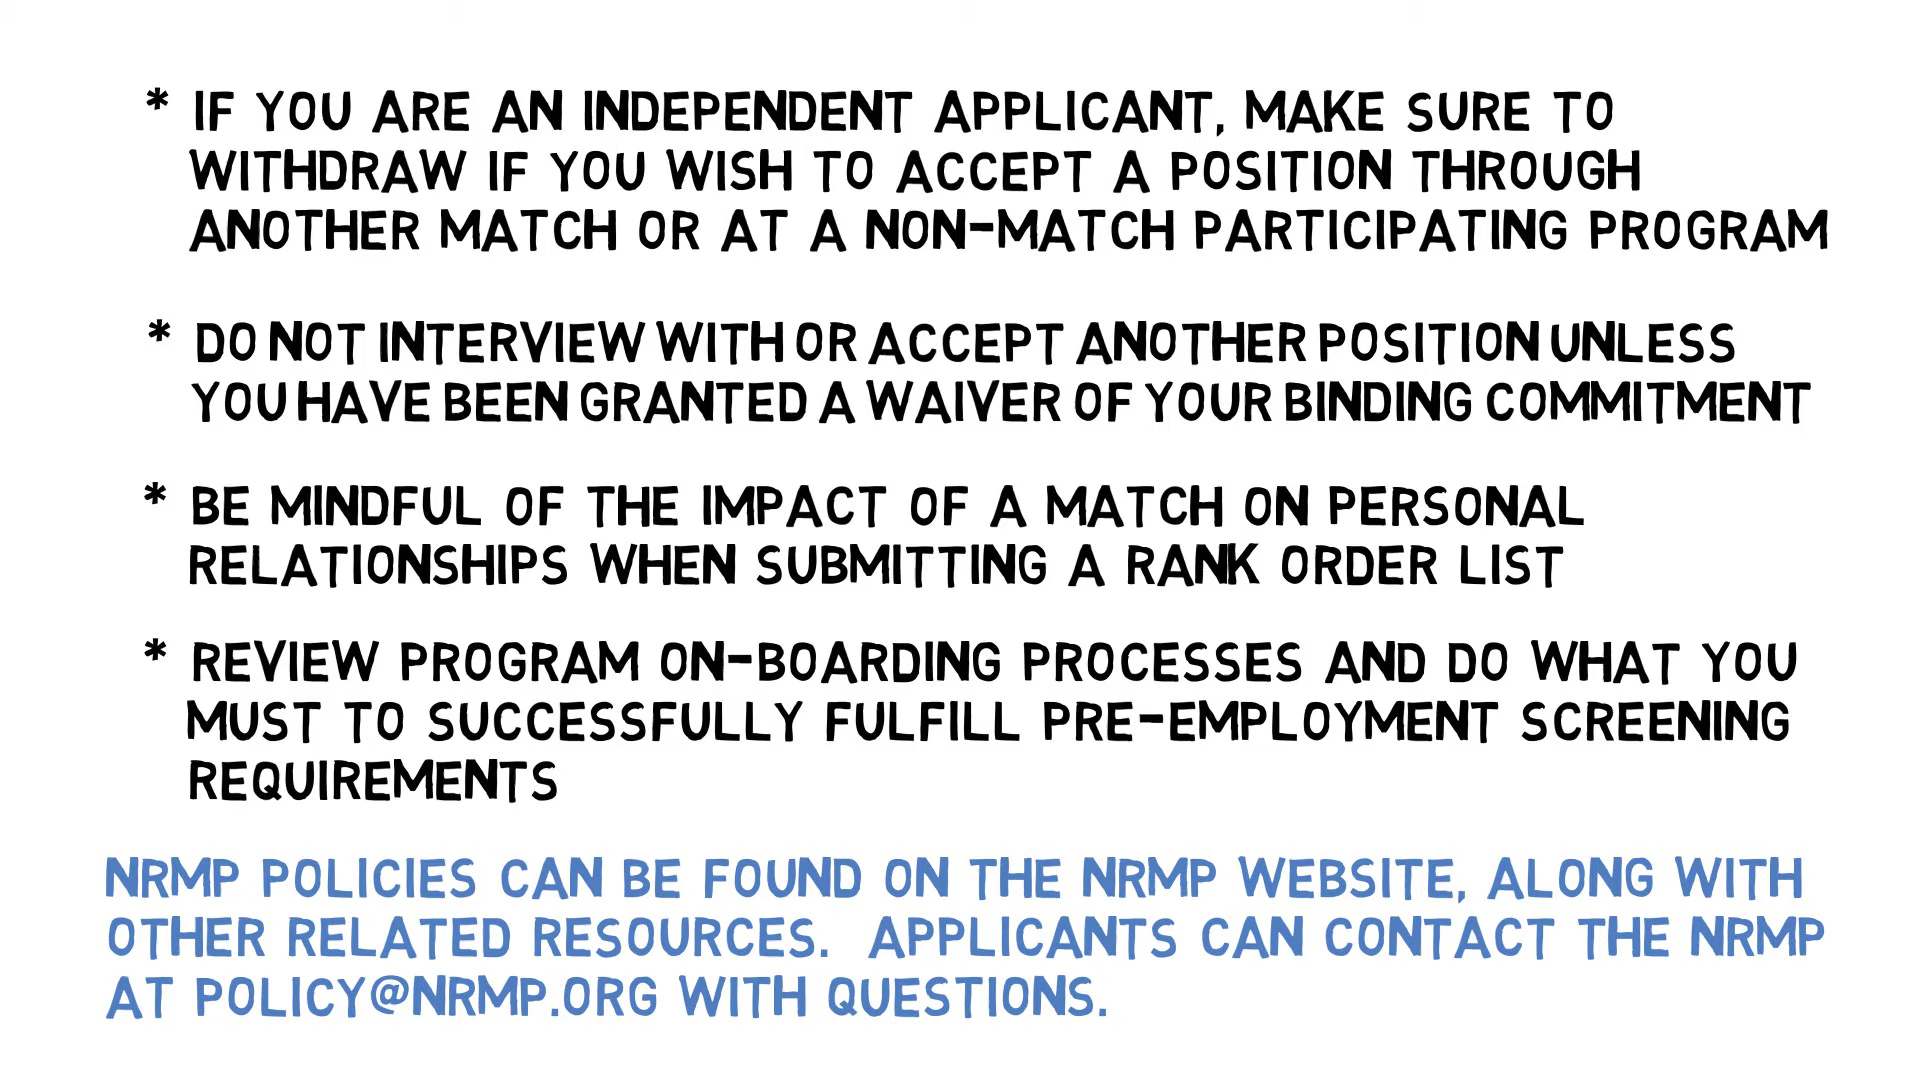 * IF YOU ARE AN INDEPENDENT APPLICANT, MAKE SURE TO
WITHDRAW IF YOU WISH TO ACCEPT A POSITION THROUGH
ANOTHER MATCH OR AT A NON-MATCH PARTICIPATING PROGRAM
* DO NOT INTERVIEW WITH OR ACCEPT ANOTHER POSITION UNLESS
YOU HAVE BEEN GRANTED A WAIVER OF YOUR BINDING COMMITMENT
* BE MINDFUL OF THE IMPACT OF A MATCH ON PERSONAL
RELATIONSHIPS WHEN SUBMITTING A RANK ORDER LIST
* REVIEW PROGRAM ON-BOARDING PROCESSES AND DO WHAT YOU
MUST TO SUCCESSFULLY FULFILL PRE-EMPLOYMENT SCREENING
REQUIREMENTS
NRMP POLICIES CAN BE FOUND ON THE NRMP WEBSITE, ALONG WITH
OTHER RELATED RESOURCES. APPLICANTS CAN CONTACT THE NRMP
AT POLICY@NRMP.ORG WITH QUESTIONS.